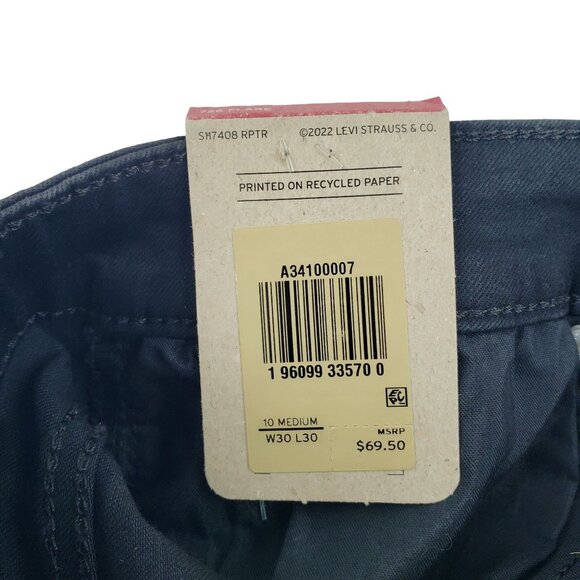 S117408 RPTR ©2022 LEVI STRAUSS & CO.
PRINTED ON RECYCLED PAPER
A34100007
1 96099 33570 0
10 MEDIUM
W30 L30
MSRP
$69.50